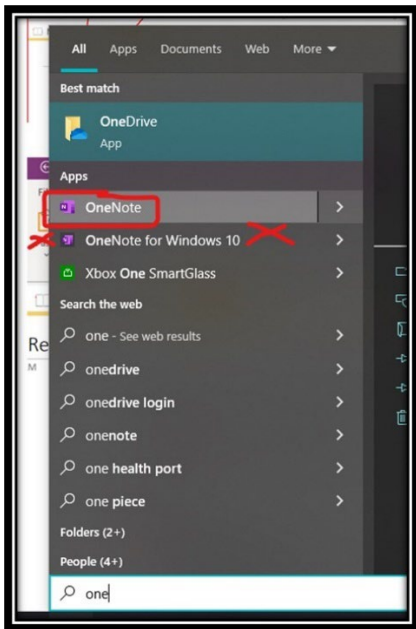 All Apps Documents Web More
Best match
OneDrive
App
Apps
OneNote
OneNote for Windows 10
Xbox One SmartGlass
Search the web
one - See web results
onedrive
onedrive login
onenote
one health port
one piece
Folders (2+)
People (4+)
one
Re
M